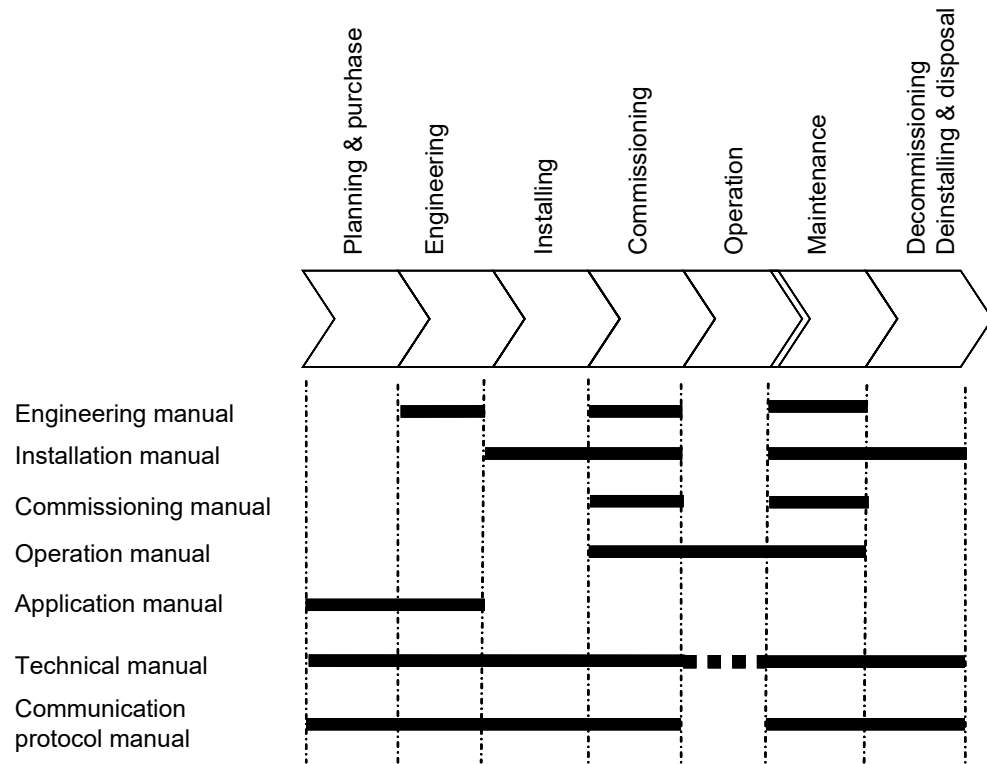 Planning & purchase
Engineering
Installing
Commissioning
Operation
Maintenance
Decommissioning
Deinstalling & disposal
Engineering manual
Installation manual
Commissioning manual
Operation manual
Application manual
Technical manual
Communication
protocol manual